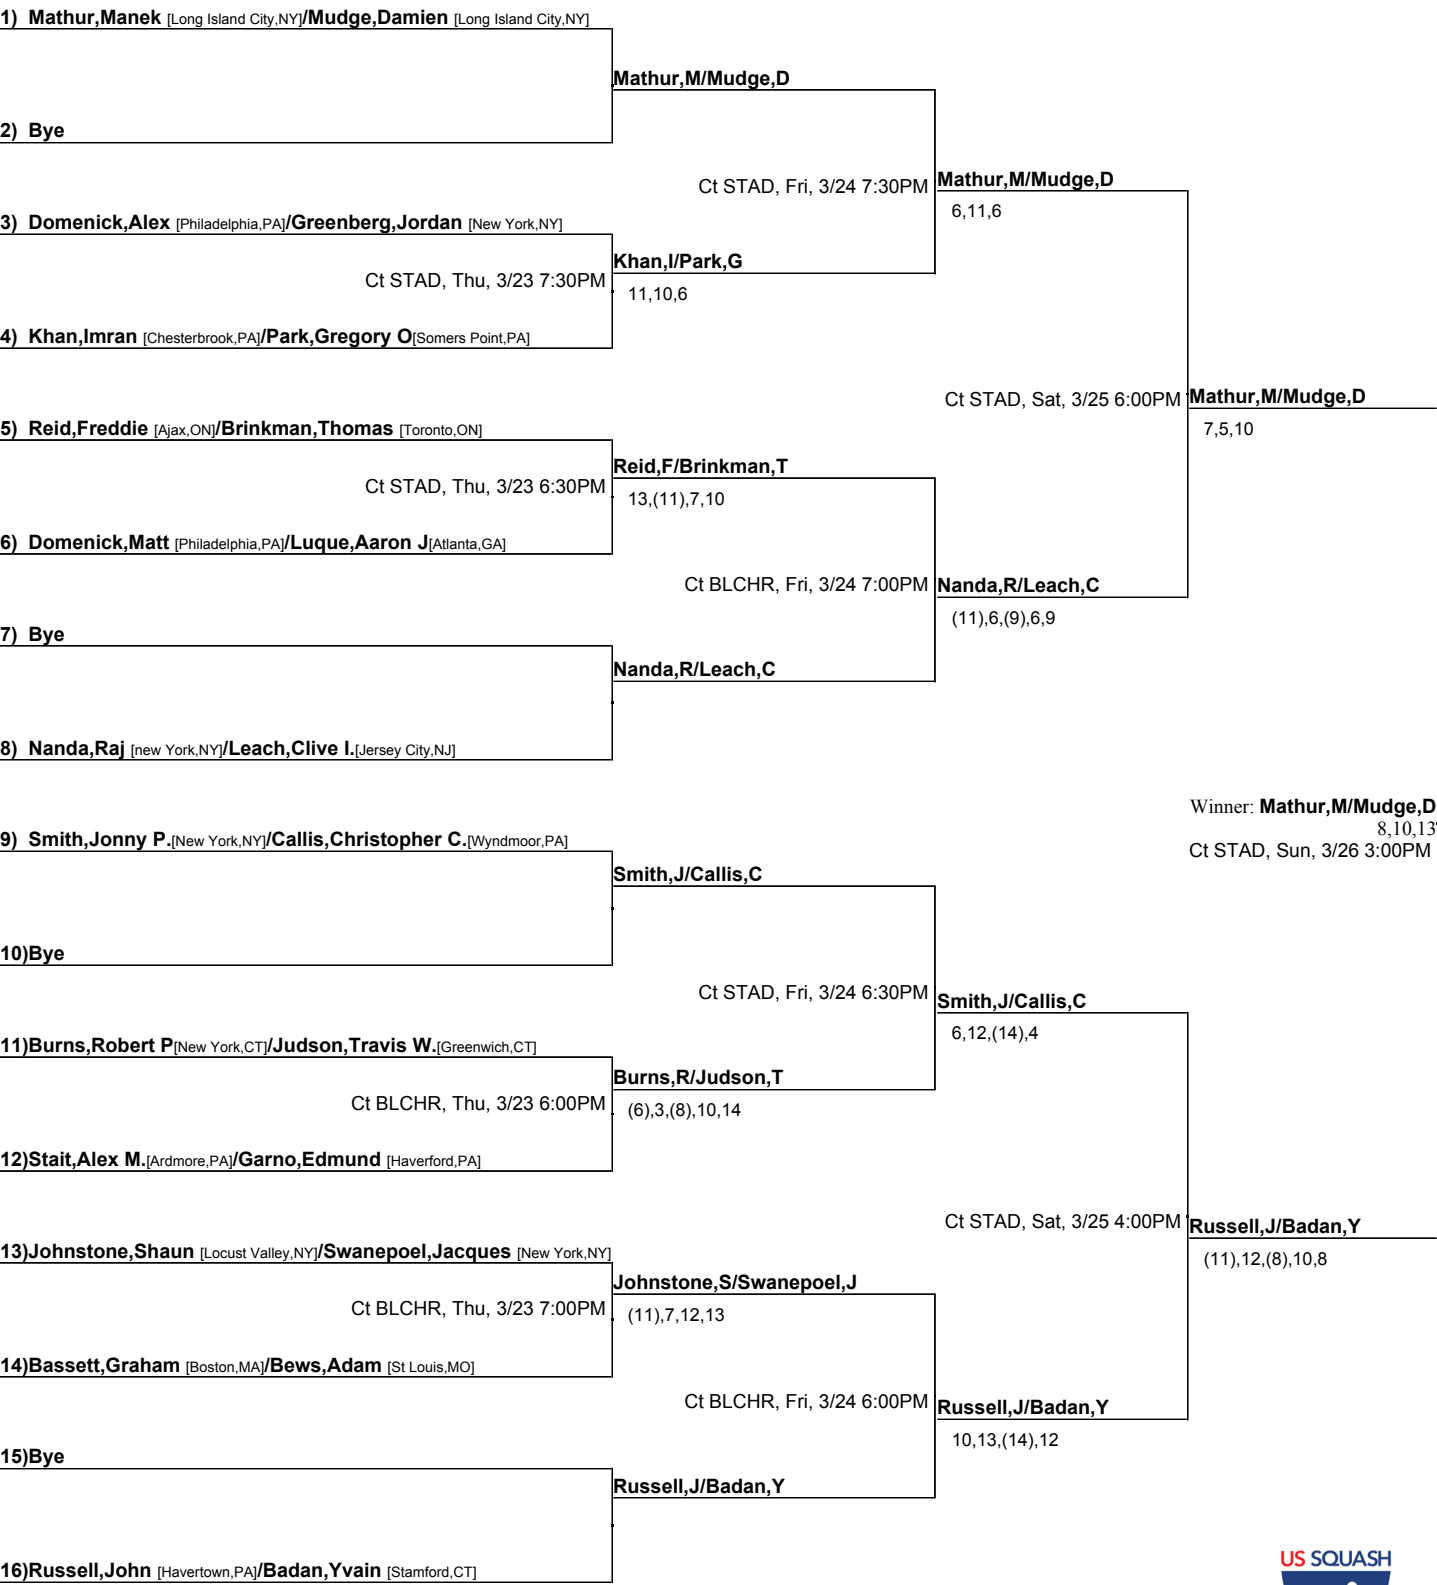 1) Mathur,Manek [Long Island City,NY]/Mudge,Damien [Long Island City,NY]
Mathur,M/Mudge,D
2) Bye
Ct STAD, Fri, 3/24 7:30PM
Mathur,M/Mudge,D
6,11,6
3) Domenick,Alex [Philadelphia,PA]/Greenberg,Jordan [New York,NY]
Khan,I/Park,G
Ct STAD, Thu, 3/23 7:30PM
11,10,6
4) Khan,Imran [Chesterbrook,PA]/Park,Gregory O[Somers Point,PA]
Ct STAD, Sat, 3/25 6:00PM
Mathur,M/Mudge,D
7,5,10
5) Reid,Freddie [Ajax,ON]/Brinkman,Thomas [Toronto,ON]
Reid,F/Brinkman,T
Ct STAD, Thu, 3/23 6:30PM
13,(11),7,10
6) Domenick,Matt [Philadelphia,PA]/Luque,Aaron J[Atlanta,GA]
Ct BLCHR, Fri, 3/24 7:00PM
Nanda,R/Leach,C
(11),6,(9),6,9
7) Bye
Nanda,R/Leach,C
8) Nanda,Raj [new York,NY]/Leach,Clive I.[Jersey City,NJ]
Winner: Mathur,M/Mudge,D
8,10,13
Ct STAD, Sun, 3/26 3:00PM
9) Smith,Jonny P.[New York,NY]/Callis,Christopher C.[Wyndmoor,PA]
Smith,J/Callis,C
10)Bye
Ct STAD, Fri, 3/24 6:30PM
Smith,J/Callis,C
6,12,(14),4
11)Burns,Robert P[New York,CT]/Judson,Travis W.[Greenwich,CT]
Burns,R/Judson,T
Ct BLCHR, Thu, 3/23 6:00PM
(6),3,(8),10,14
12)Stait,Alex M.[Ardmore,PA]/Garno,Edmund [Haverford,PA]
Ct STAD, Sat, 3/25 4:00PM
Russell,J/Badan,Y
(11),12,(8),10,8
13)Johnstone,Shaun [Locust Valley,NY]/Swanepoel,Jacques [New York,NY]
Johnstone,S/Swanepoel,J
Ct BLCHR, Thu, 3/23 7:00PM
(11),7,12,13
14)Bassett,Graham [Boston,MA]/Bews,Adam [St Louis,MO]
Ct BLCHR, Fri, 3/24 6:00PM
Russell,J/Badan,Y
10,13,(14),12
15)Bye
Russell,J/Badan,Y
16)Russell,John [Havertown,PA]/Badan,Yvain [Stamford,CT]
US SQUASH